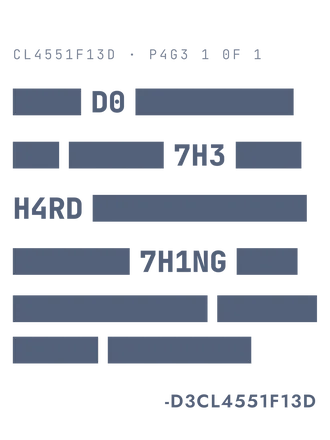 CL4551F13D · P4G3 1 0F 1
D0
7H3
H4RD
7H1NG
-D3CL4551F13D